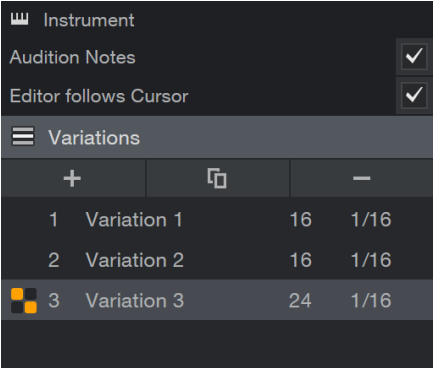 Instrument
Audition Notes
Editor follows Cursor
Variations
1 Variation 1 16 1/16
2 Variation 2 16 1/16
3 Variation 3 24 1/16